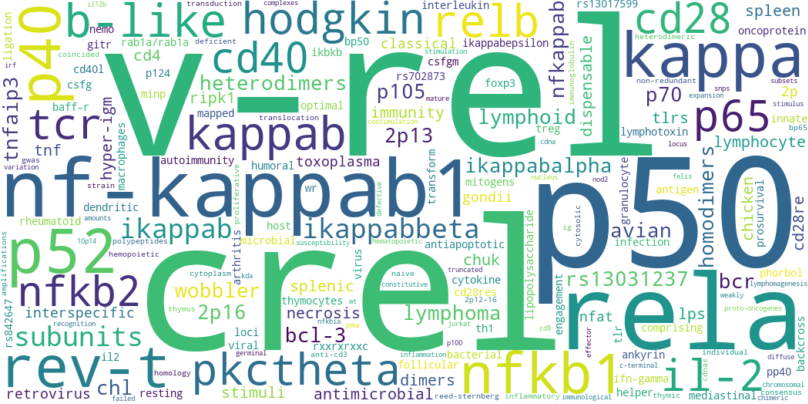 il12b
transduction
complexes
p40
b-like
hodgkin
interleukin
relb
rs13017599
cd28
spleen
ligation
nemo
gitr
rab1a/rab1a
deficient
bp50
ikappabepsilon
classical
stimulation
heterodimeric
oncoprotein
irf
coincided
cd4
cd40
ikbkb
csfgm
nfkappab
immunoglobulin
kappa
cd40l
p124
heterodimers
rs702873
foxp3
dispensable
non-redundant
subsets
tnfaip3
csfg
v-rel
ripk1
p105
mature
expansion
snps
2p
baff-r
minp
optimal
immunity
costimulation
p70
stimulus
innate
tcr
hyper-igm
macrophages
mapped
translocation
2p13
lymphoid
treg
tlrs
p65
bp65
tnf
kappab
cdna
lymphotoxin
locus
gwas
variation
autoimmunity
lymphocyte
nf-kappab1
humoral
toxoplasma
ikappabalpha
nucleus
felis
nod2
strain
proliferative
transform
mitogens
granulocyte
antigen
homodimers
chicken
prosurvival
cd28re
dendritic
wr
defective
gondii
p50
rheumatoid
amounts
ikappab
host
ikappabbeta
lipopolysaccharide
cytosolic
avian
p52
10p14
polypeptides
microbial
susceptibility
hematopoietic
antiapoptotic
ig
infection
amplifications
hemopoietic
arthritis
virus
crel
chuk
phorbol
nfkb2
cytoplasm
kda
splenic
naive
truncated
cytokine
engagement
rs13031237
bcr
lymphomagenesis
wobbler
constitutive
cd28res
rela
weakly
rs842647
interspecific
thymus
thymocytes
wt
2p12-16
proto-oncogenes
recognition
2p16
necrosis
lymphoma
cd8
nfat
lps
backcross
subunits
loci
nfkbia
jurkat
th1
tlr
comprising
il2
viral
bcl-3
rxxrxrxxc
p100
effector
rev-t
germinal
anti-cd3
inflammation
bacterial
ankyrin
individual
diffuse
homology
pkctheta
follicular
nfkb1
c-terminal
il-2
pp40
chl
dimers
ifn-gamma
cdnas
chromosomal
retrovirus
resting
stimuli
reed-sternberg
inflammatory
helper
thymic
mediastinal
consensus
failed
antimicrobial
immunological
chimeric